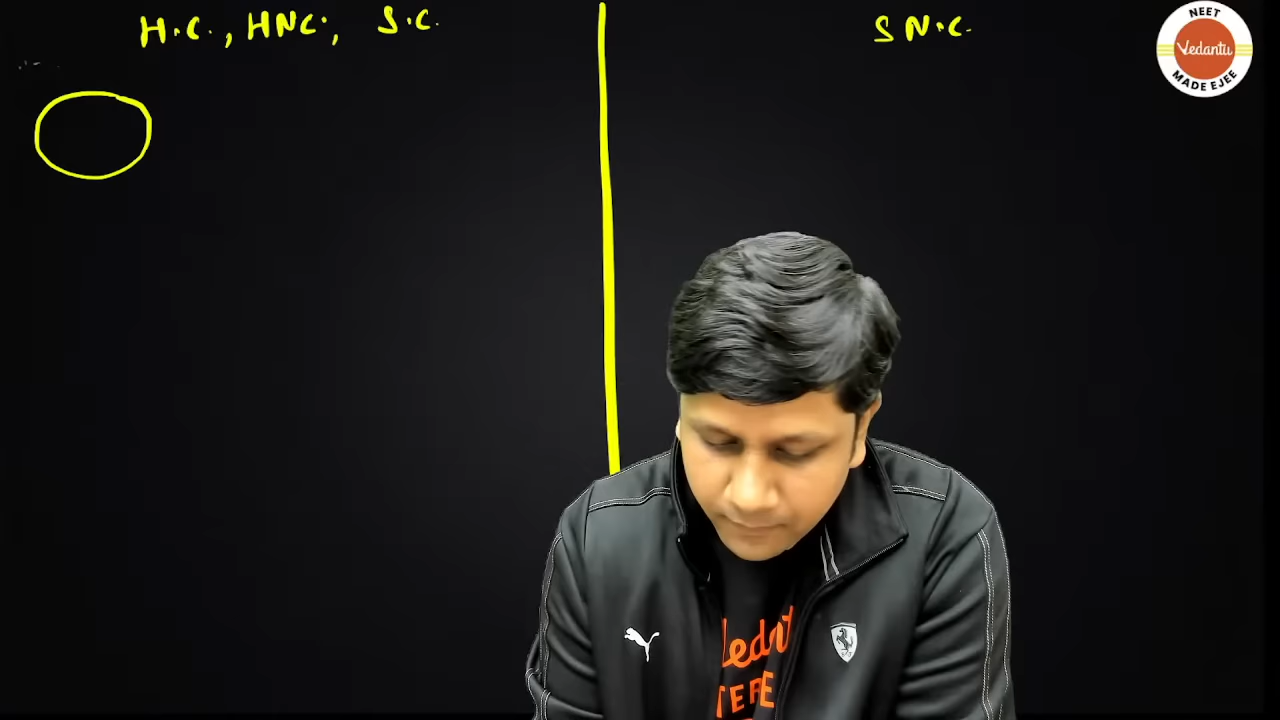 H.C., HNC., S.C.
S N.C.
NEET
Vedantu
MADE EJEE